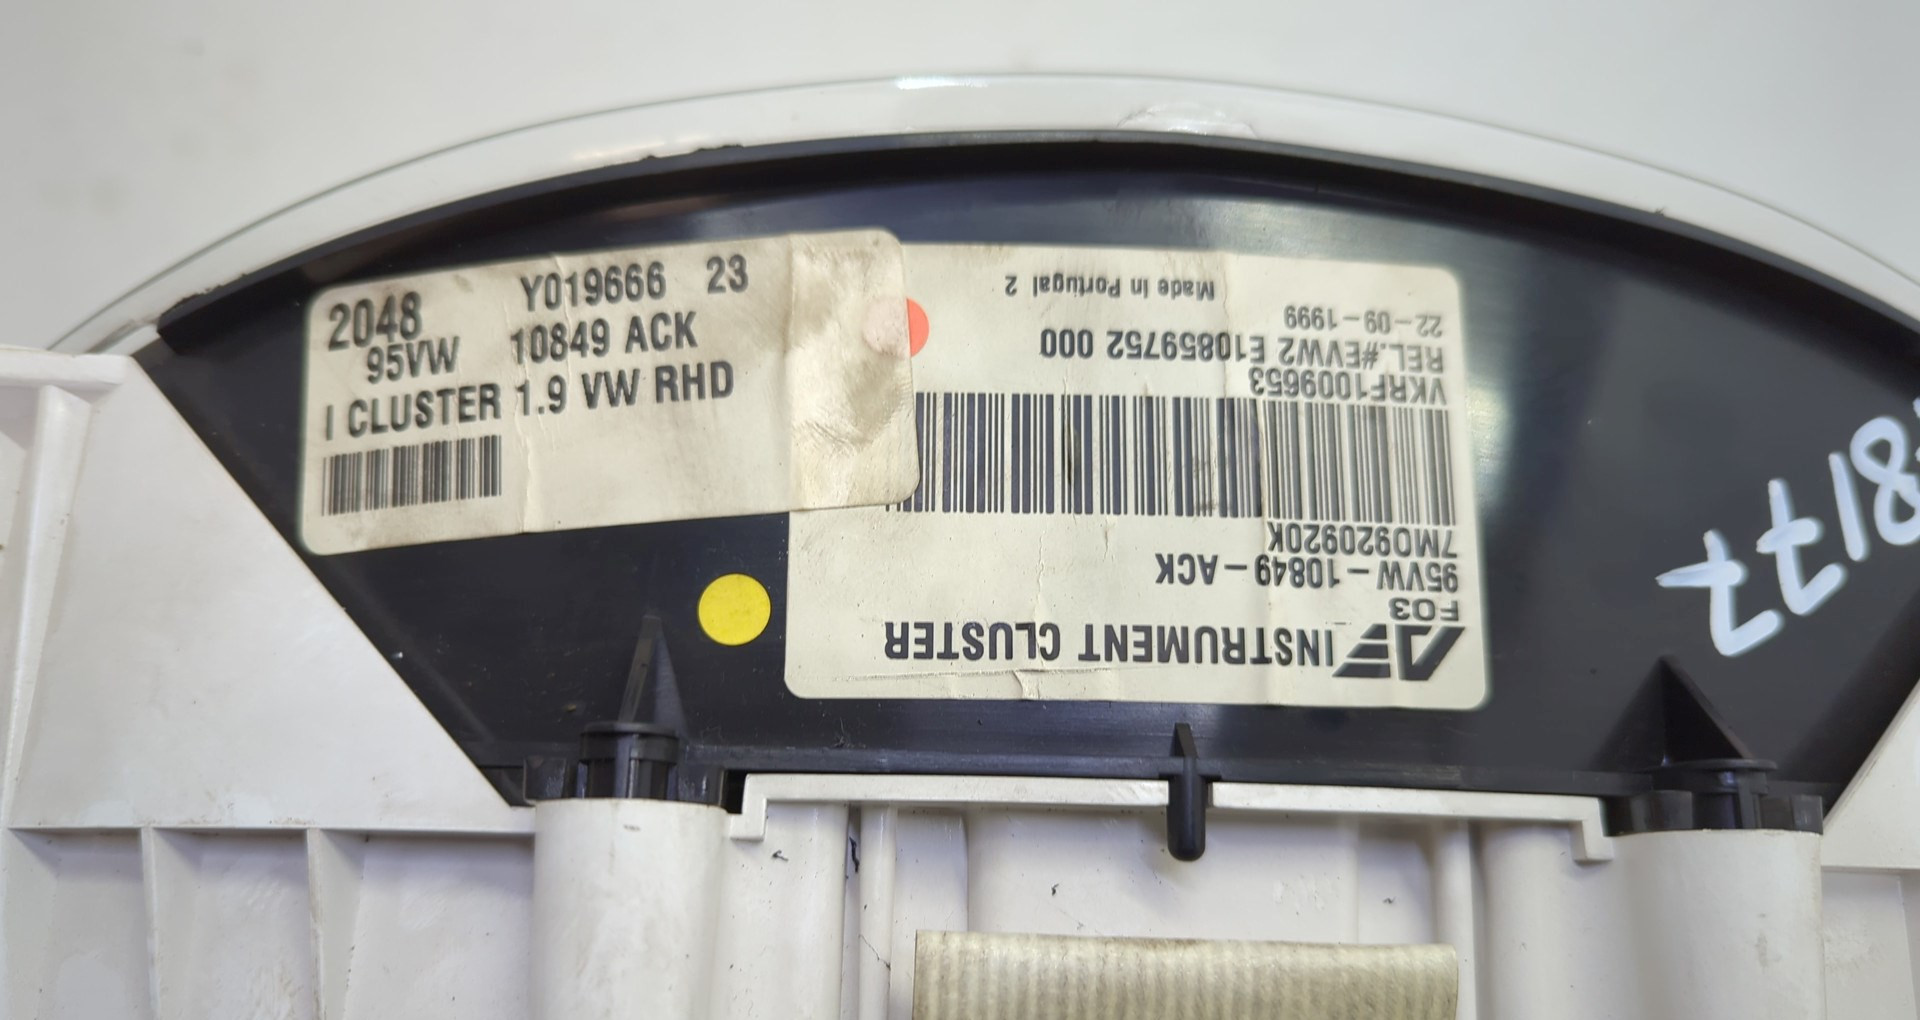 2048 Y019666 23
95VW 10849 ACK
I CLUSTER 1.9 VW RHD
INSTRUMENT CLUSTER
F03
95VW-10849-ACK
7M0920920K
VKRF1009653
REL.#EVW2 E10859752 000
22-09-1999
Made in Portugal 2
8177